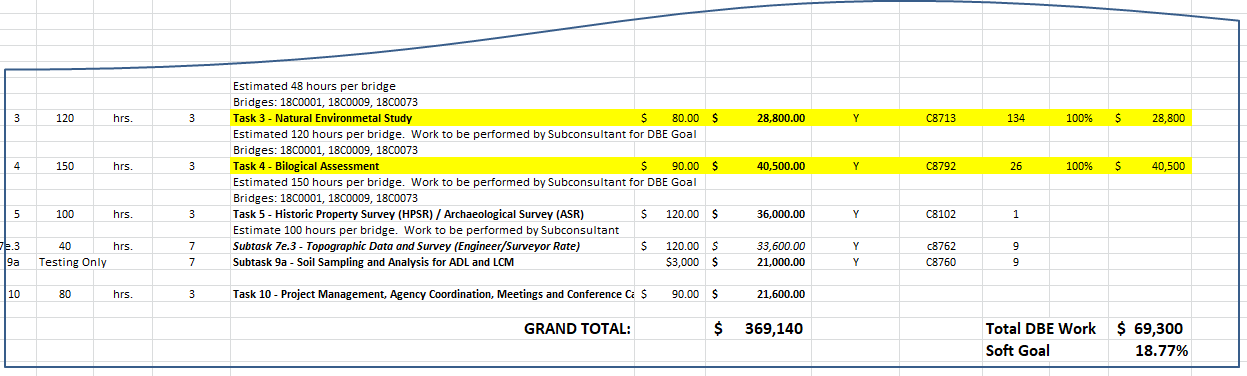 Estimated 48 hours per bridge
Bridges: 18C0001, 18C0009, 18C0073
3 120 hrs. 3 Task 3 - Natural Environmetal Study $ 80.00 $ 28,800.00 Y C8713 134 100% $ 28,800
Estimated 120 hours per bridge. Work to be performed by Subconsultant for DBE Goal
Bridges: 18C0001, 18C0009, 18C0073
4 150 hrs. 3 Task 4 - Bilogical Assessment $ 90.00 $ 40,500.00 Y C8792 26 100% $ 40,500
Estimated 150 hours per bridge. Work to be performed by Subconsultant for DBE Goal
Bridges: 18C0001, 18C0009, 18C0073
5 100 hrs. 3 Task 5 - Historic Property Survey (HPSR) / Archaeological Survey (ASR) $ 120.00 $ 36,000.00 Y C8102 1
Estimate 100 hours per bridge. Work to be performed by Subconsultant
7e.3 40 hrs. 7 Subtask 7e.3 - Topographic Data and Survey (Engineer/Surveyor Rate) $ 120.00 $ 33,600.00 Y c8762 9
9a Testing Only 7 Subtask 9a - Soil Sampling and Analysis for ADL and LCM $3,000 $ 21,000.00 Y C8760 9
10 80 hrs. 3 Task 10 - Project Management, Agency Coordination, Meetings and Conference Ca $ 90.00 $ 21,600.00
GRAND TOTAL: $ 369,140 Total DBE Work $ 69,300
Soft Goal 18.77%